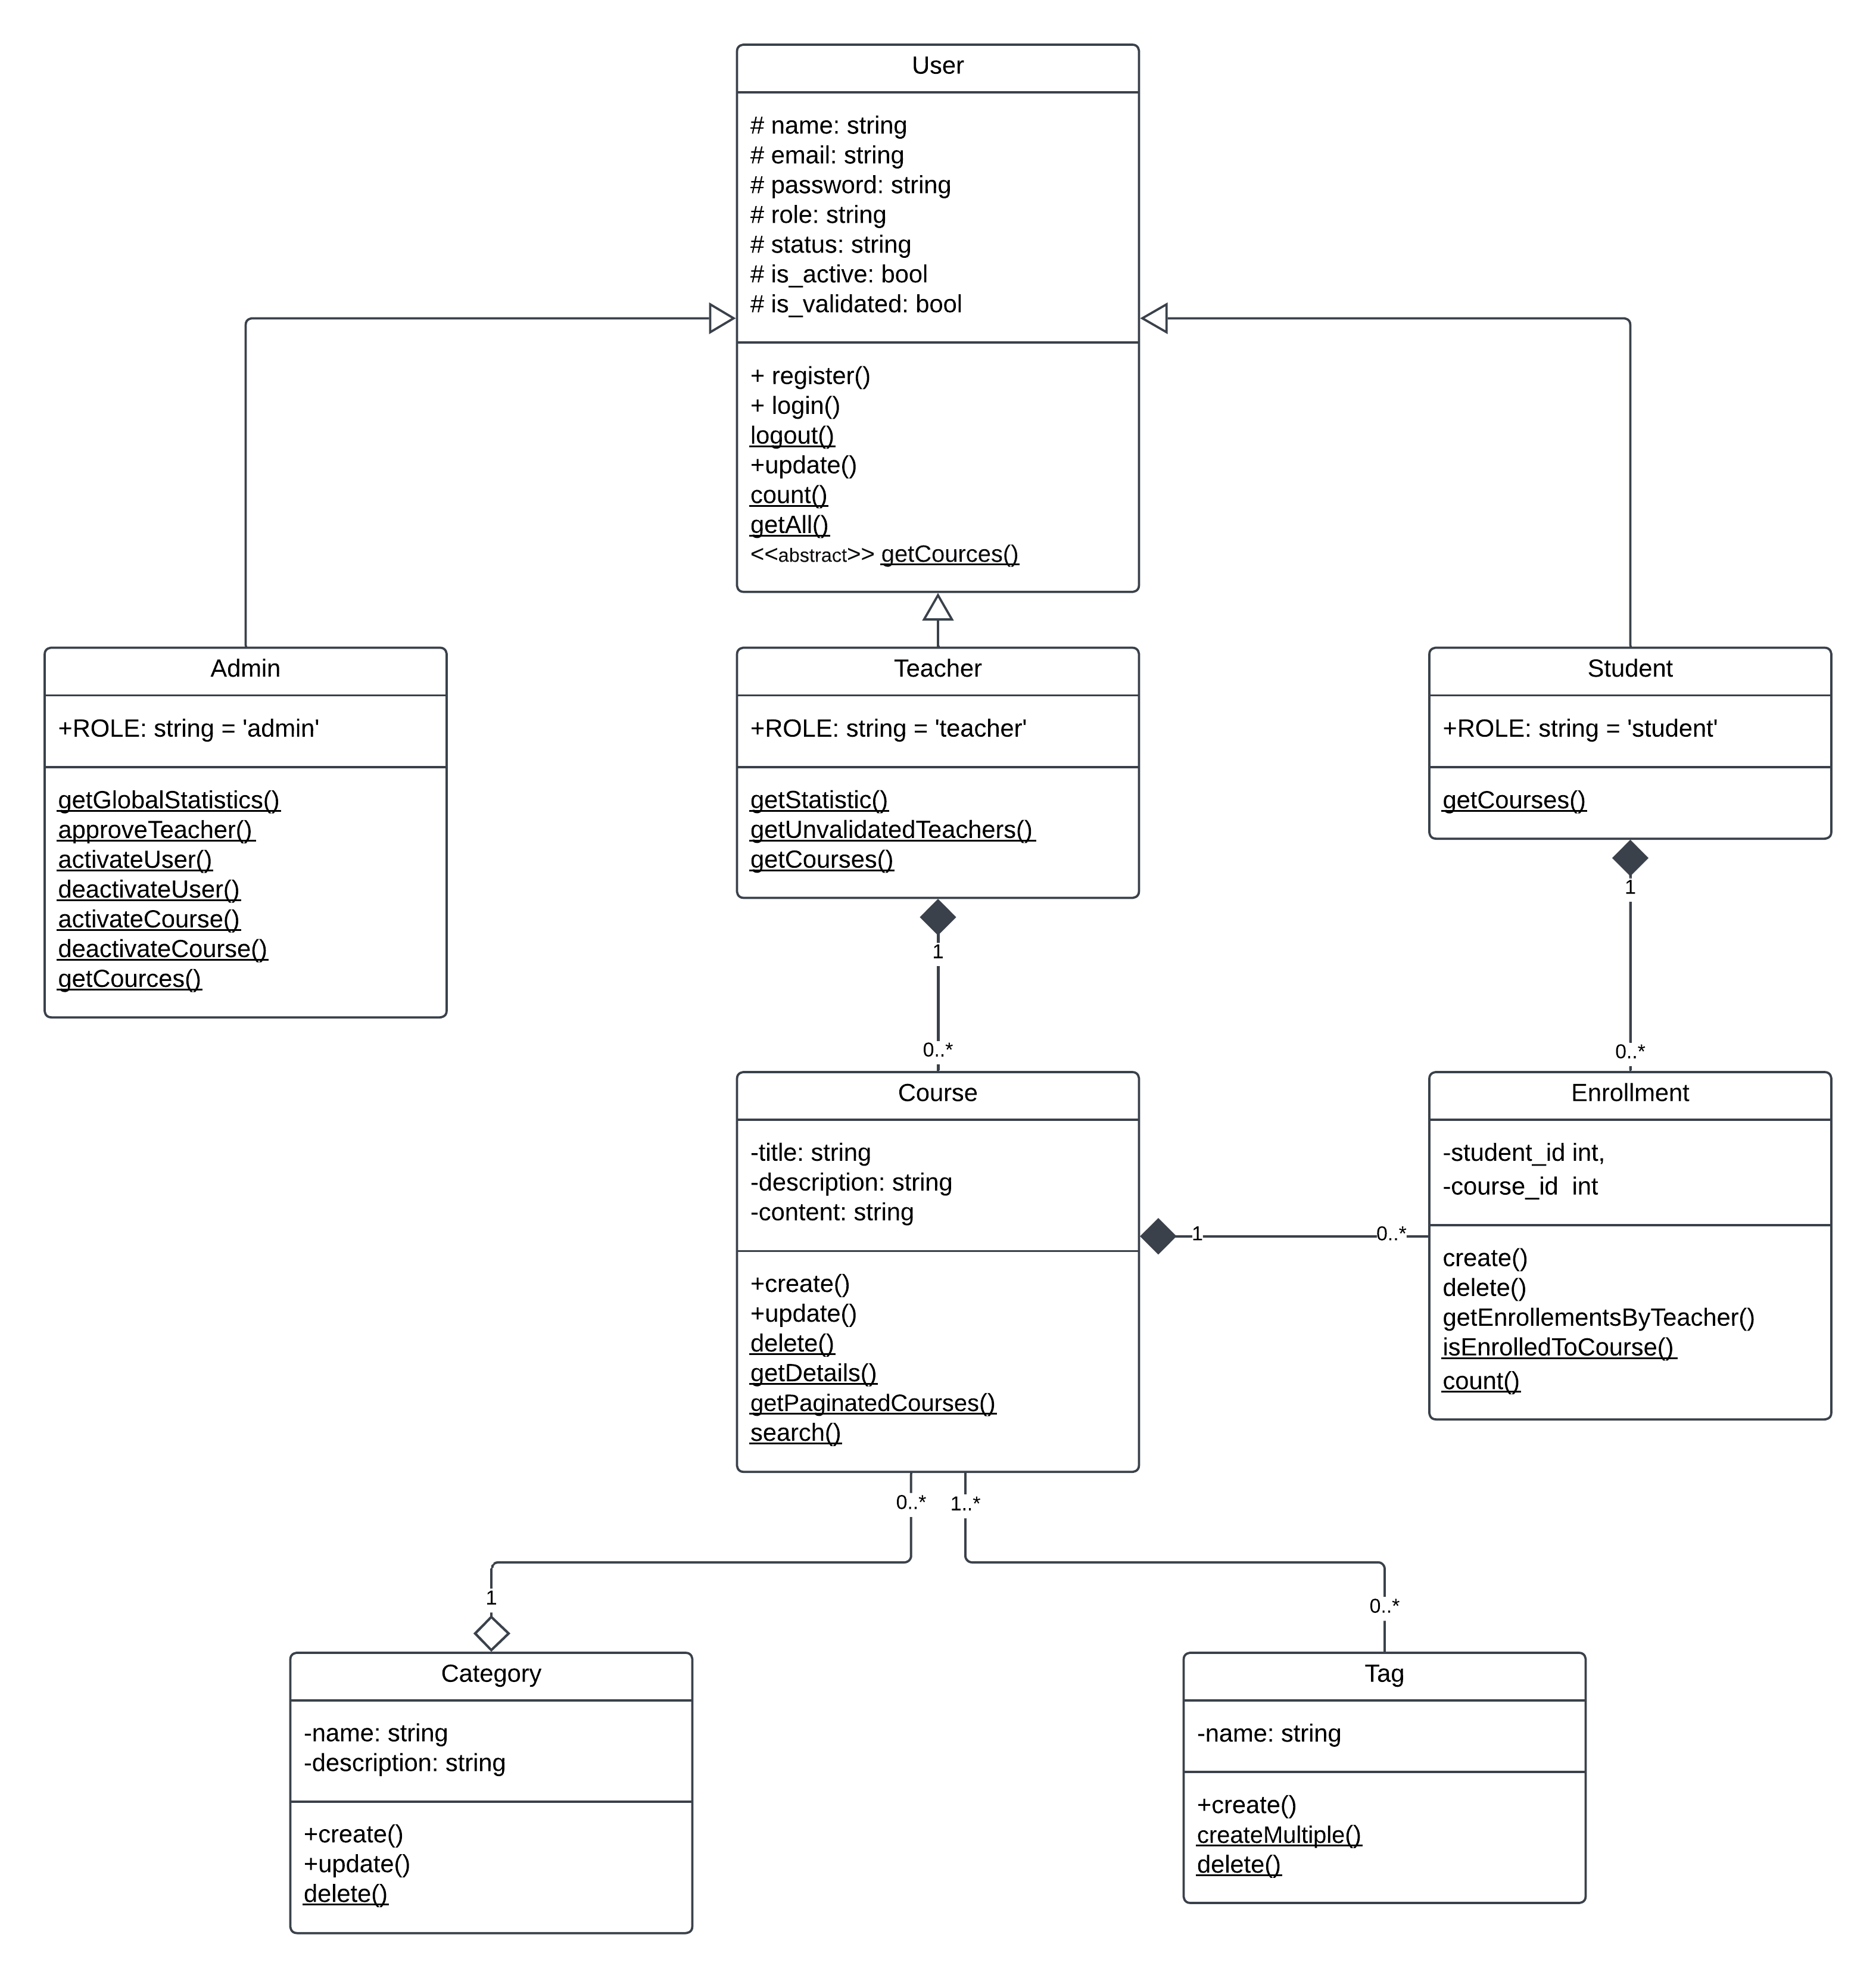 User
# name: string
# email: string
# password: string
# role: string
# status: string
# is_active: bool
# is_validated: bool
+ register()
+ login()
logout()
+update()
count()
getAll()
<<abstract>> getCources()
Admin
+ROLE: string = 'admin'
getGlobalStatistics()
approveTeacher()
activateUser()
deactivateUser()
activateCourse()
deactivateCourse()
getCources()
Teacher
+ROLE: string = 'teacher'
getStatistic()
getUnvalidatedTeachers()
getCourses()
Student
+ROLE: string = 'student'
getCourses()
1
0..*
1
0..*
Course
-title: string
-description: string
-content: string
+create()
+update()
delete()
getDetails()
getPaginatedCourses()
search()
1
0..*
Enrollment
-student_id int,
-course_id  int
create()
delete()
getEnrollementsByTeacher()
isEnrolledToCourse()
count()
0..*
1..*
1
0..*
Category
-name: string
-description: string
+create()
+update()
delete()
Tag
-name: string
+create()
createMultiple()
delete()